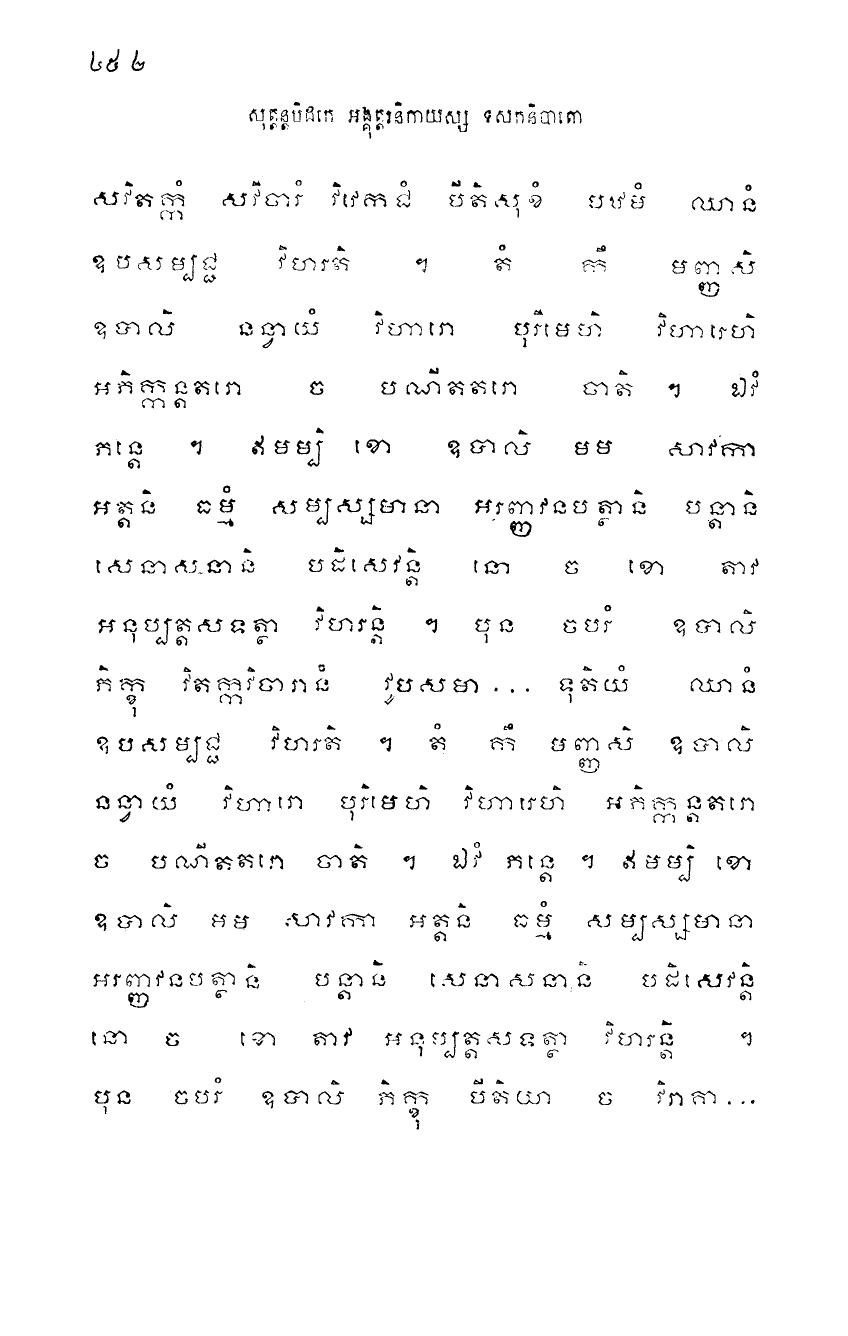 ៤៥២
សុត្តន្តបិដកេ អង្គុត្តរនិកាយស្ស ទសកនិបាតោ
សវិតក្កំ សវិចារំ វិវេកជំ បីតិសុខំ បឋមំ ឈានំ
ឧបសម្បជ្ជ វិហរតិ ។ តំ កឹ មញ្ញសិ
ឧបាលិ នន្វាយំ វិហារោ បុរិមេហិ វិហារេហិ
អភិក្កន្តតរោ ច បណីតតរោ ចាតិ ។ ឯវំ
ភន្តេ ។ ឥមម្បិ ខោ ឧបាលិ មម សាវកា
អត្តនិ ធម្មំ សម្បស្សមានា អរញ្ញវនបត្ថានិ បន្តានិ
សេនាសនានិ បដិសេវន្តិ នោ ច ខោ តាវ
អនុប្បត្តសទត្ថា វិហរន្តិ ។ បុន ចបរំ ឧបាលិ
ភិក្ខុ វិតក្កវិចារានំ វូបសមា... ទុតិយំ ឈានំ
ឧបសម្បជ្ជ វិហរតិ ។ តំ កឹ មញ្ញសិ ឧបាលិ
នន្វាយំ វិហារោ បុរិមេហិ វិហារេហិ អភិក្កន្តតរោ
ច បណីតតរោ ចាតិ ។ ឯវំ ភន្តេ ។ ឥមម្បិ ខោ
ឧបាលិ មម សាវកា អត្តនិ ធម្មំ សម្បស្សមានា
អរញ្ញវនបត្ថានិ បន្តានិ សេនាសនានិ បដិសេវន្តិ
នោ ច ខោ តាវ អនុប្បត្តសទត្ថា វិហរន្តិ ។
បុន ចបរំ ឧបាលិ ភិក្ខុ បីតិយា ច វិរាគា...